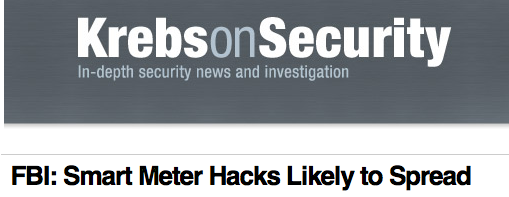 KrebsonSecurity
In-depth security news and investigation
FBI: Smart Meter Hacks Likely to Spread